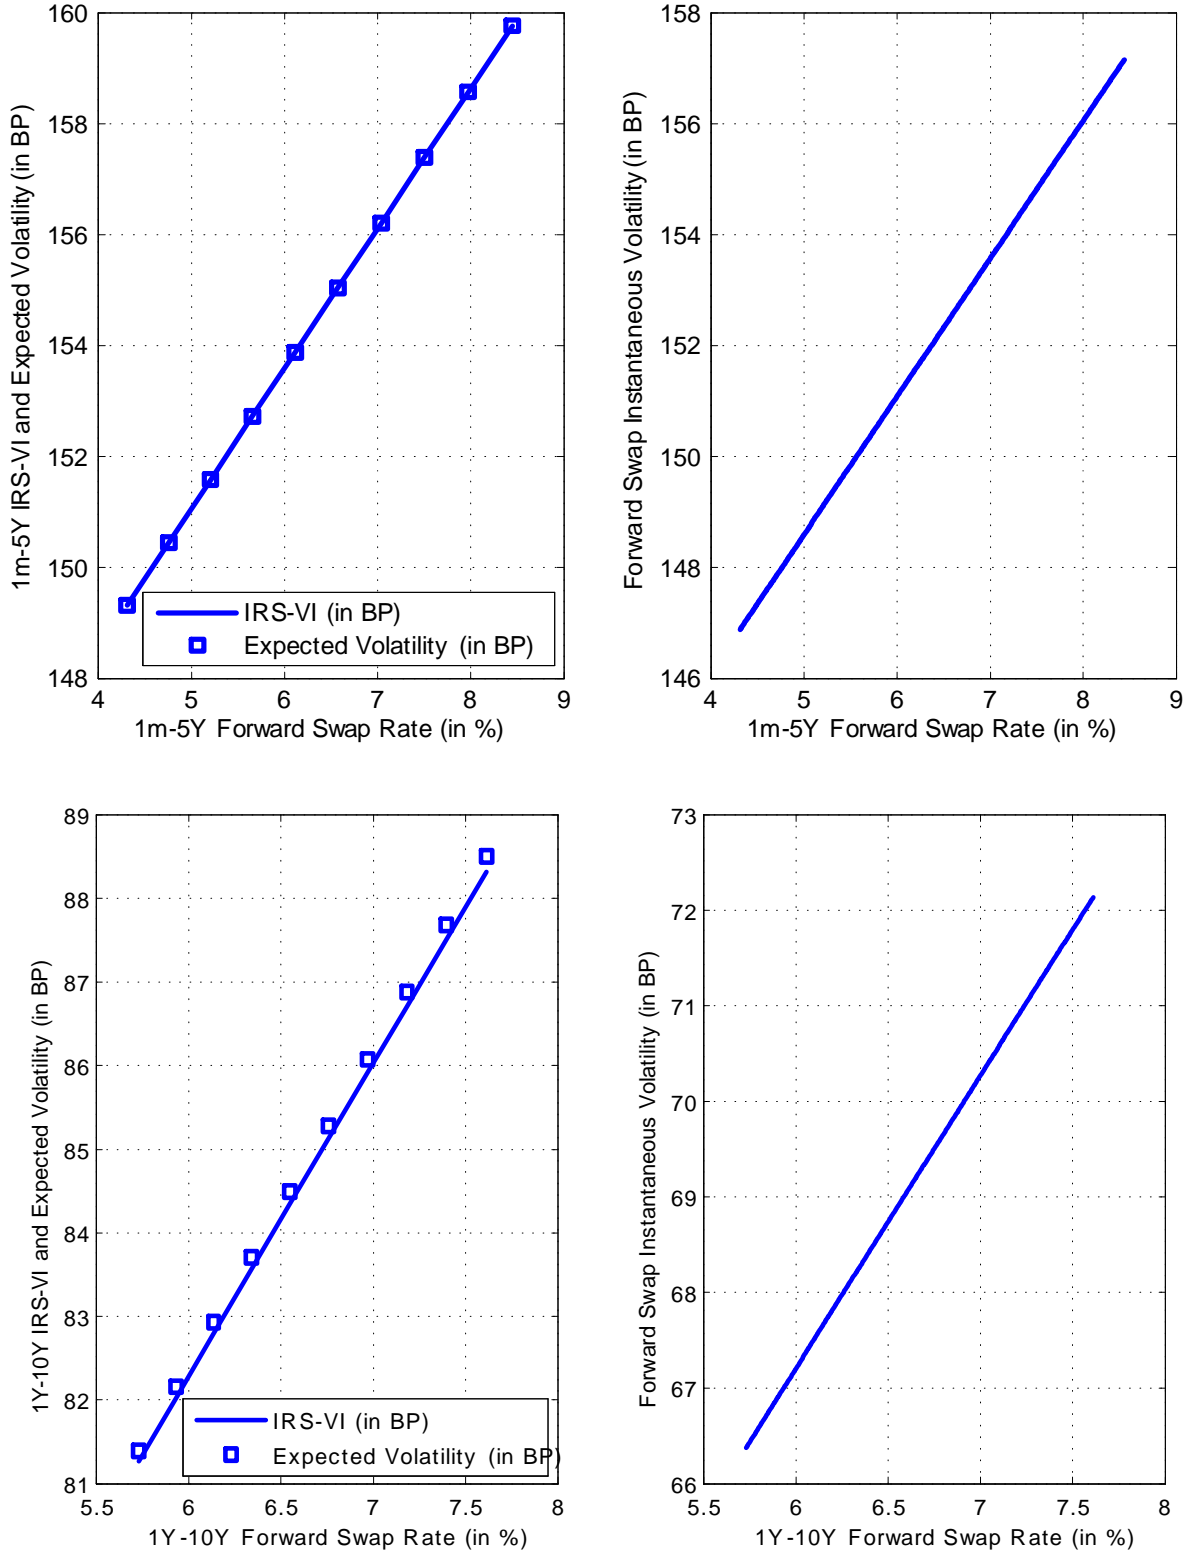 160
158
156
154
152
150
148
1m-5Y IRS-VI and Expected Volatility (in BP)
IRS-VI (in BP)
Expected Volatility (in BP)
4 5 6 7 8 9
1m-5Y Forward Swap Rate (in %)
158
156
154
152
150
148
146
Forward Swap Instantaneous Volatility (in BP)
4 5 6 7 8 9
1m-5Y Forward Swap Rate (in %)
89
88
87
86
85
84
83
82
81
1Y-10Y IRS-VI and Expected Volatility (in BP)
IRS-VI (in BP)
Expected Volatility (in BP)
5.5 6 6.5 7 7.5 8
1Y-10Y Forward Swap Rate (in %)
73
72
71
70
69
68
67
66
Forward Swap Instantaneous Volatility (in BP)
5.5 6 6.5 7 7.5 8
1Y-10Y Forward Swap Rate (in %)